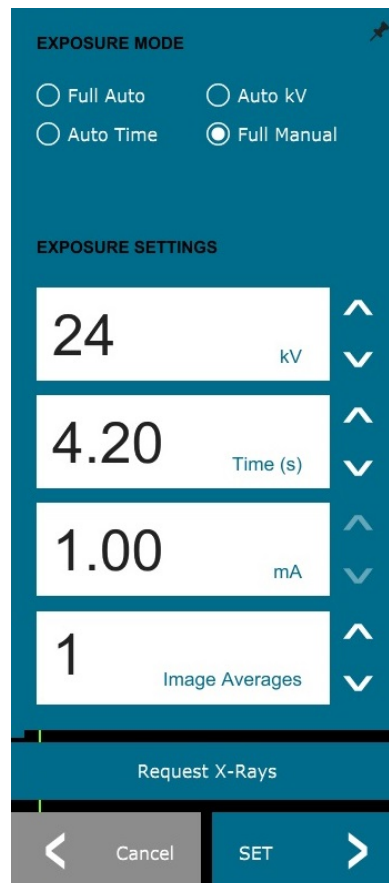 EXPOSURE MODE
Full Auto Auto kV
Auto Time Full Manual
EXPOSURE SETTINGS
24 kV
4.20 Time (s)
1.00 mA
1 Image Averages
Request X-Rays
Cancel SET